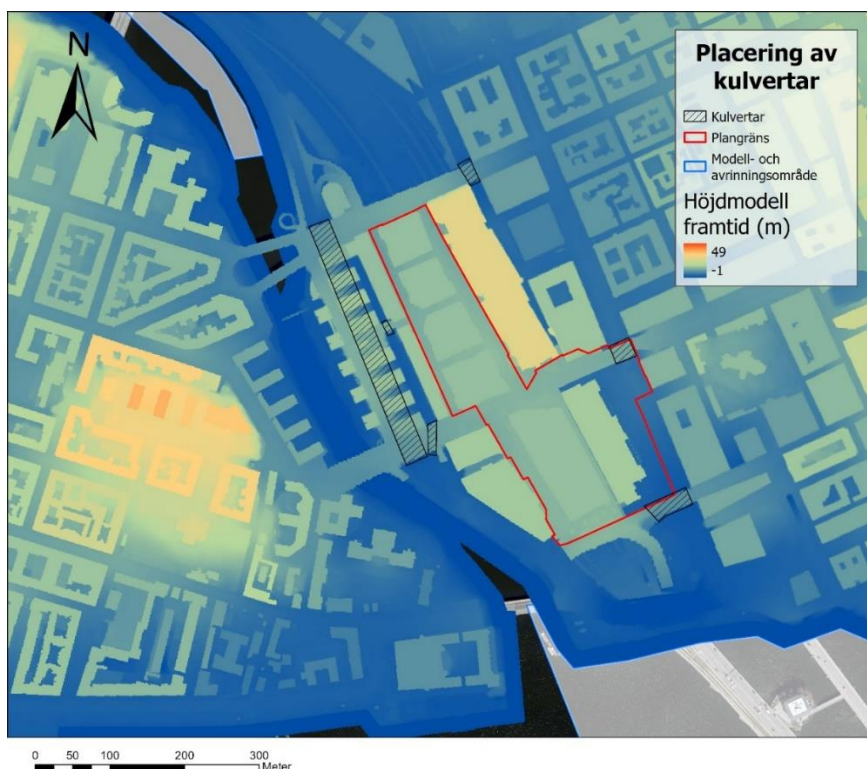 N
Placering av
kulvertar
Kulvertar
Plangräns
Modell- och
avrinningsområde
Höjdmodell
framtid (m)
49
-1
0 50 100 200 300
Meter